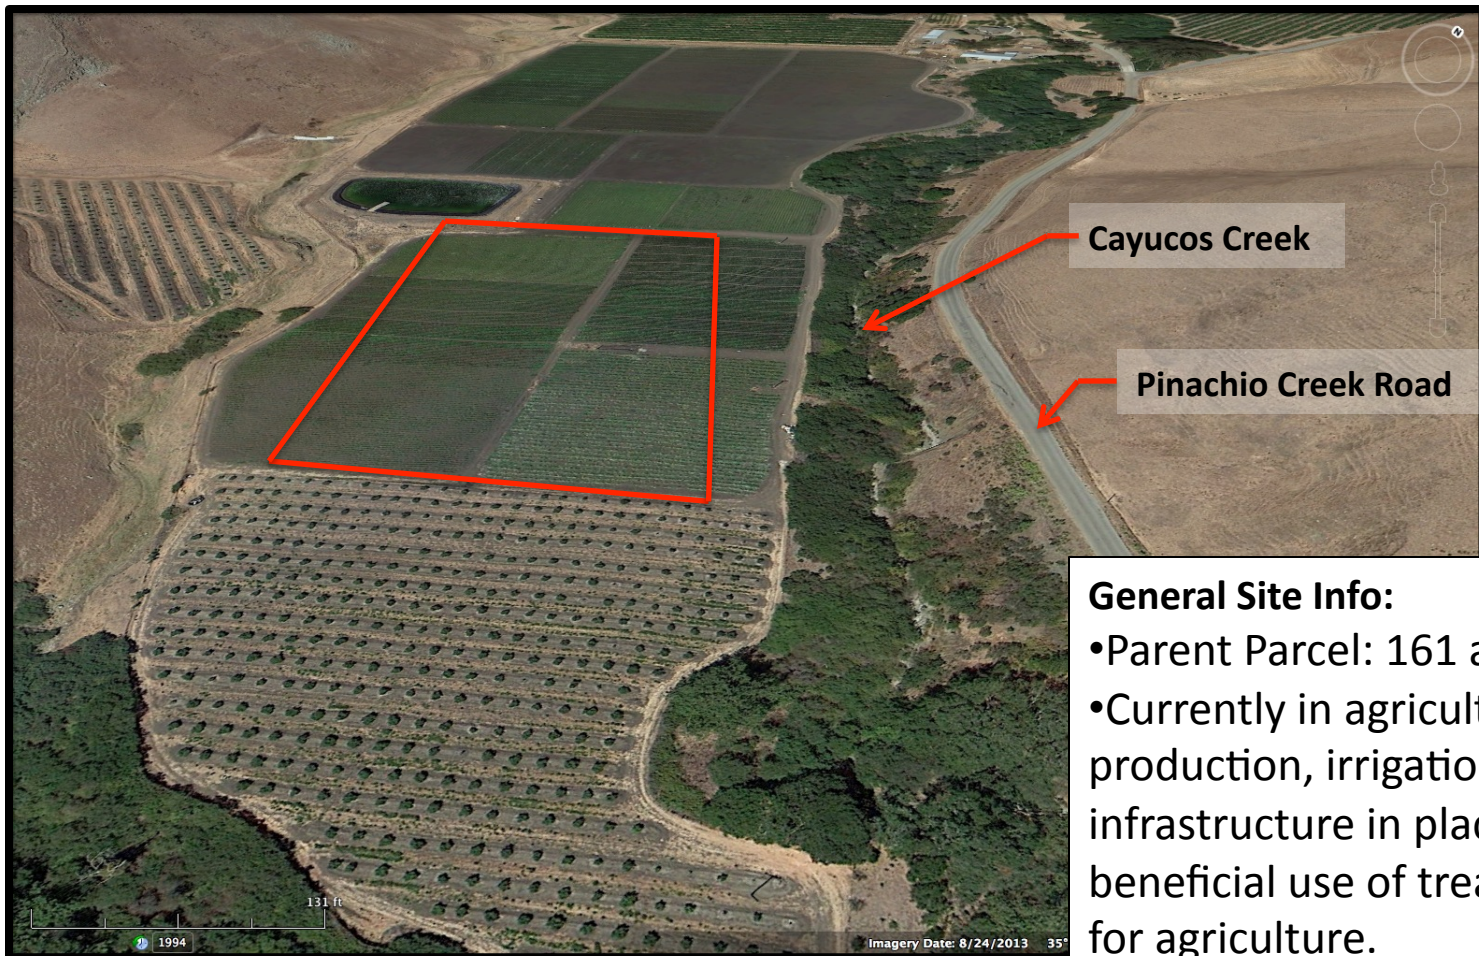 Cayucos Creek
Pinachio Creek Road
General Site Info:
•Parent Parcel: 161
•Currently in
production,
infrastructure in
beneficial use of
for agriculture.
131 ft
1994
Imagery Date: 8/24/2013 35°
N